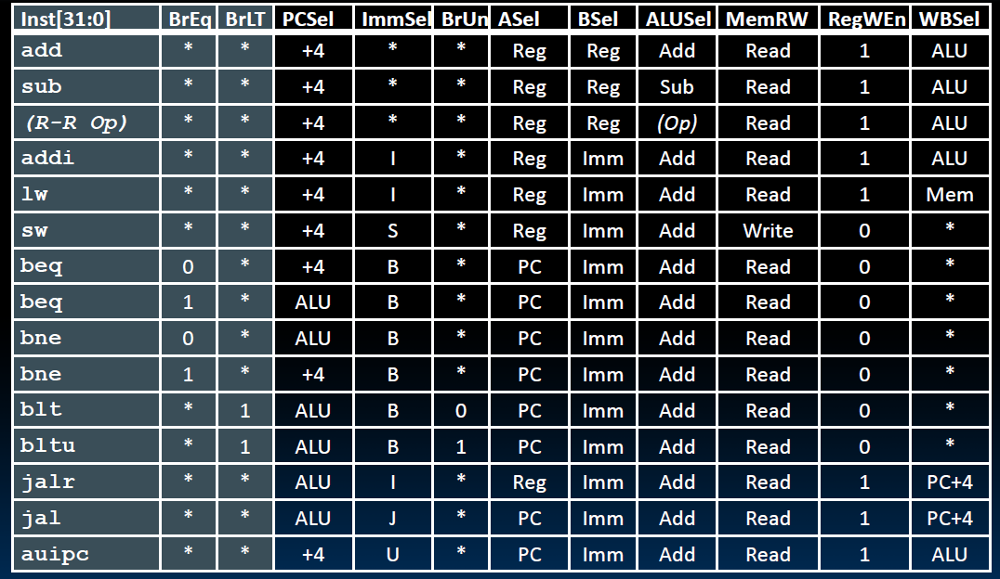 Inst[31:0] BrEq BrLT PCSel ImmSel BrUn ASel BSel ALUSel MemRW RegWEn WBSel
add * * +4 * * Reg Reg Add Read 1 ALU
sub * * +4 * * Reg Reg Sub Read 1 ALU
(R-R Op) * * +4 * * Reg Reg (Op) Read 1 ALU
addi * * +4 I * Reg Imm Add Read 1 ALU
lw * * +4 I * Reg Imm Add Read 1 Mem
sw * * +4 S * Reg Imm Add Write 0 *
beq 0 * +4 B * PC Imm Add Read 0 *
beq 1 * ALU B * PC Imm Add Read 0 *
bne 0 * ALU B * PC Imm Add Read 0 *
bne 1 * +4 B * PC Imm Add Read 0 *
blt * 1 ALU B 0 PC Imm Add Read 0 *
bltu * 1 ALU B 1 PC Imm Add Read 0 *
jalr * * ALU I * Reg Imm Add Read 1 PC+4
jal * * ALU J * PC Imm Add Read 1 PC+4
auipc * * +4 U * PC Imm Add Read 1 ALU